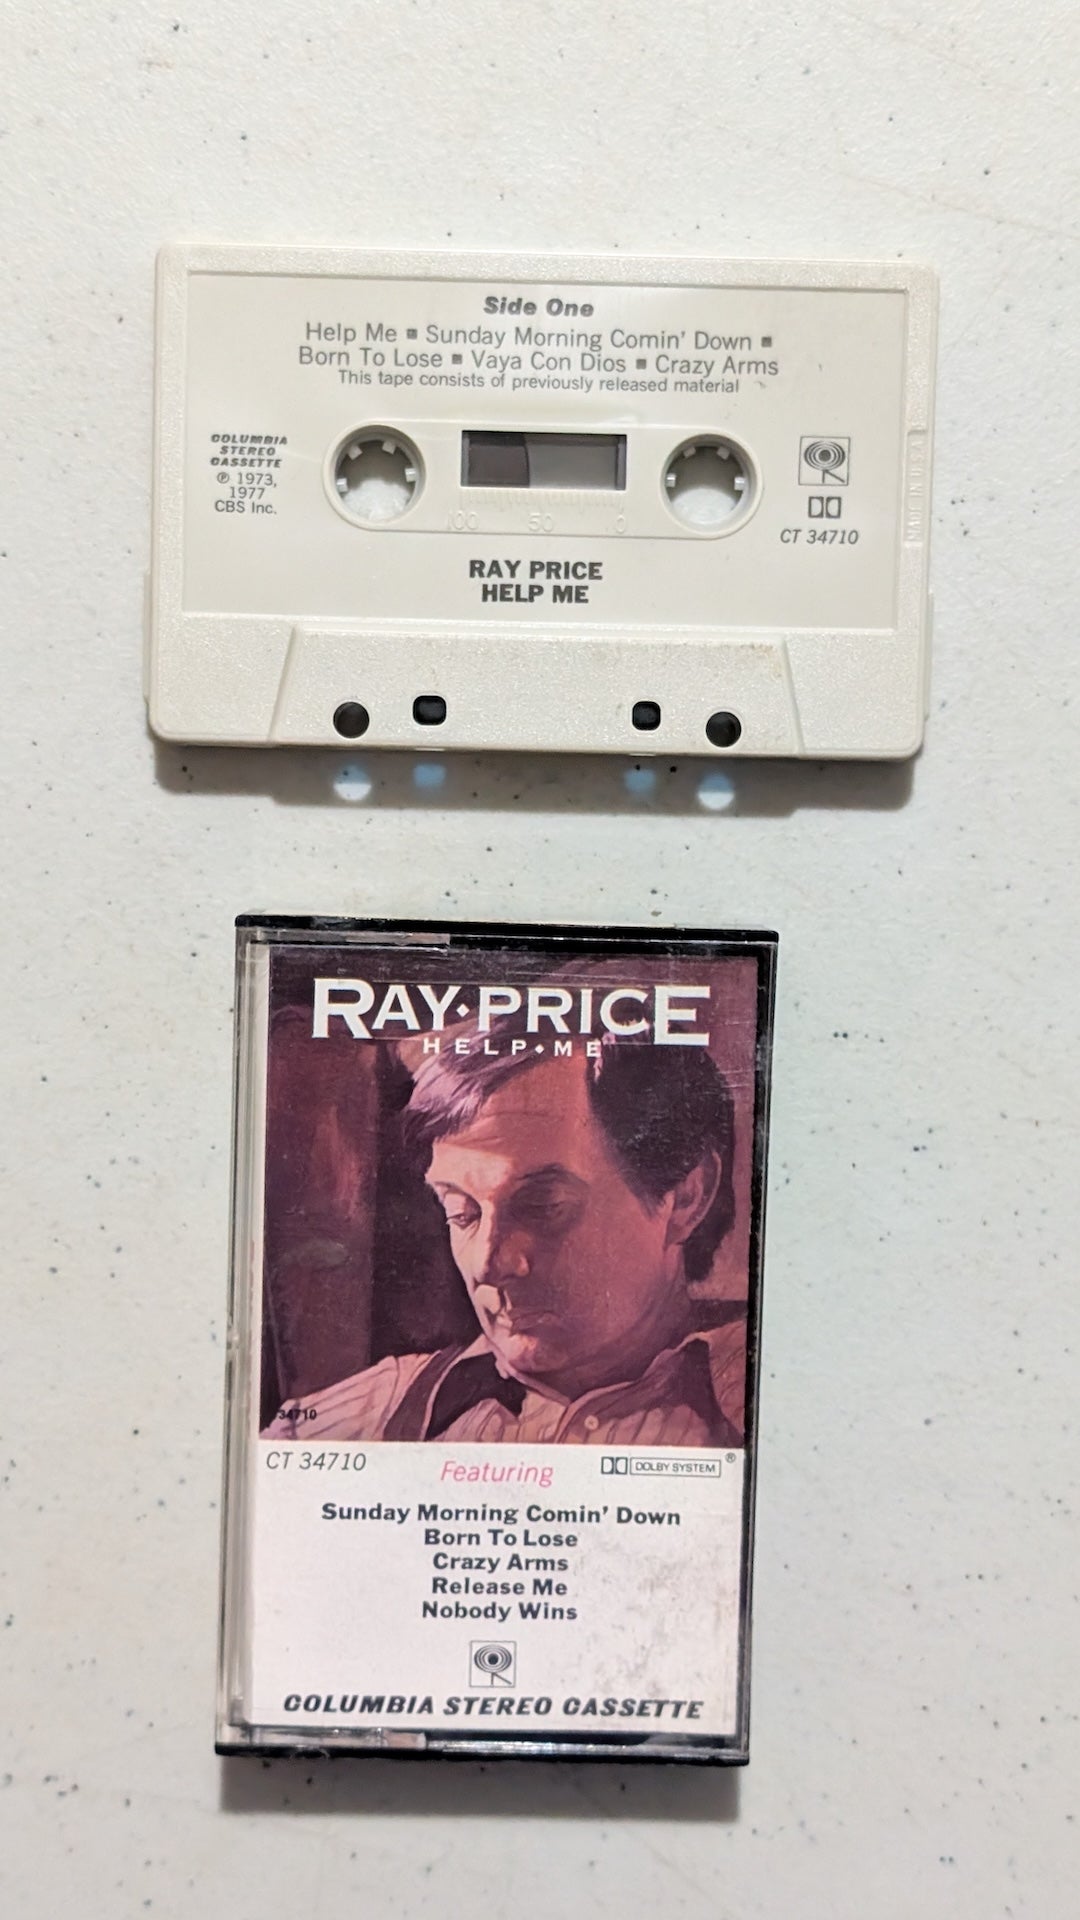 Side One
Help Me ■ Sunday Morning Comin' Down ■
Born To Lose ■ Vaya Con Dios ■ Crazy Arms
This tape consists of previously released material
COLUMBIA
STEREO
CASSETTE
℗ 1973,
1977
CBS Inc.
100 50 0
CT 34710
MADE IN U.S.A.
RAY PRICE
HELP ME
RAY◆PRICE
HELP◆ME
34710
CT 34710
Featuring
DOLBY SYSTEM®
Sunday Morning Comin' Down
Born To Lose
Crazy Arms
Release Me
Nobody Wins
COLUMBIA STEREO CASSETTE